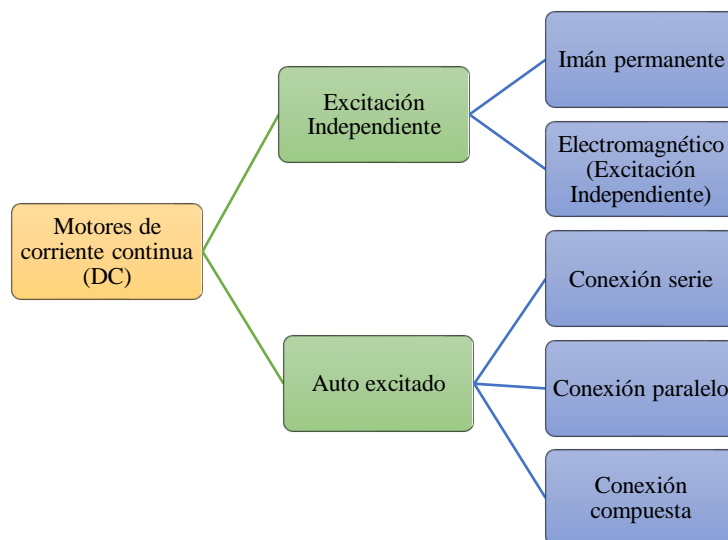 Motores de
corriente continua
(DC)
Excitación
Independiente
Imán permanente
Electromagnético
(Excitación
Independiente)
Auto excitado
Conexión serie
Conexión paralelo
Conexión
compuesta